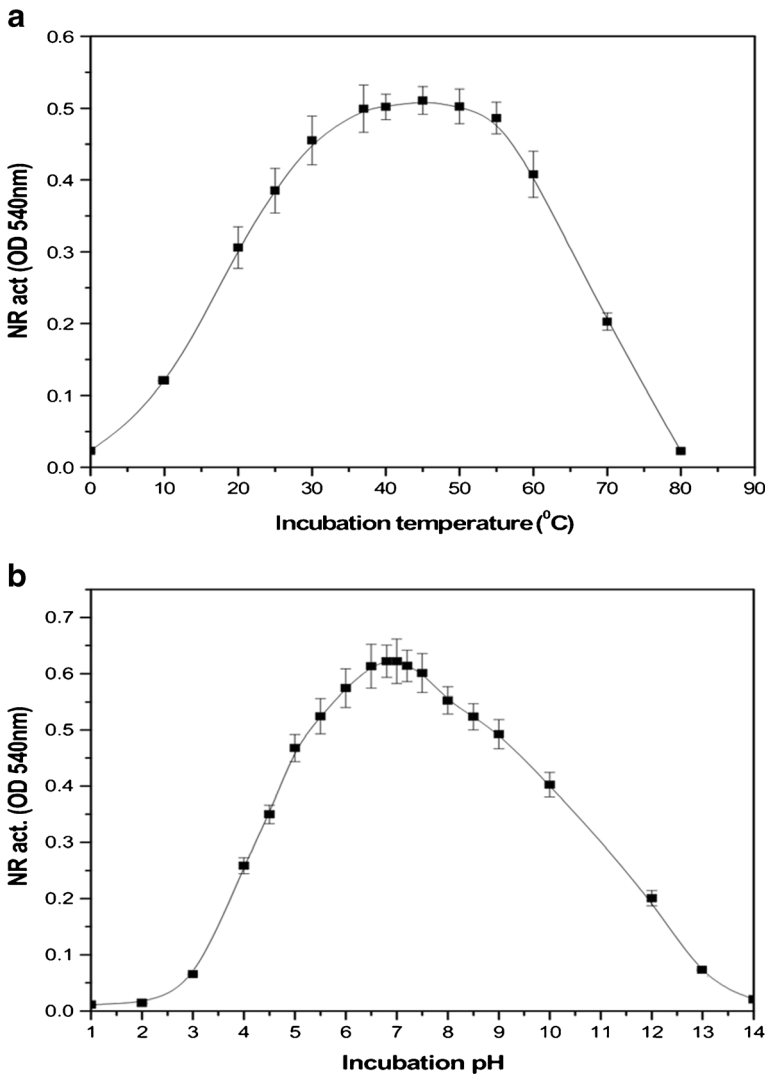 a
0.6
0.5
0.4
0.3
0.2
0.1
0.0
NR act (OD 540nm)
0 10 20 30 40 50 60 70 80 90
Incubation temperature (⁰C)
b
0.7
0.6
0.5
0.4
0.3
0.2
0.1
0.0
NR act. (OD 540nm)
1 2 3 4 5 6 7 8 9 10 11 12 13 14
Incubation pH